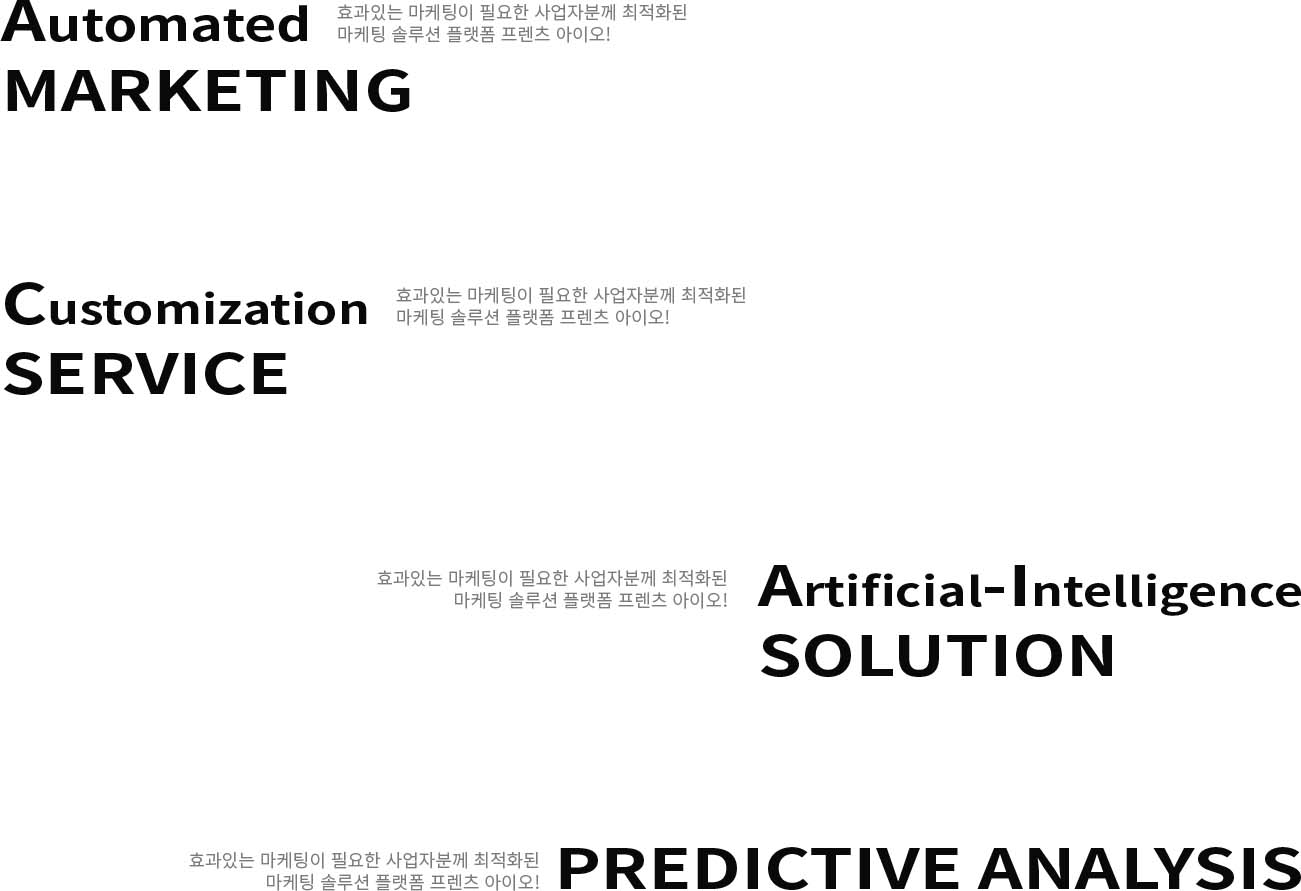 Automated
효과있는 마케팅이 필요한 사업자분께 최적화된
마케팅 솔루션 플랫폼 프렌츠 아이오!
MARKETING
Customization
효과있는 마케팅이 필요한 사업자분께 최적화된
마케팅 솔루션 플랫폼 프렌츠 아이오!
SERVICE
효과있는 마케팅이 필요한 사업자분께 최적화된
마케팅 솔루션 플랫폼 프렌츠 아이오!
Artificial-Intelligence
SOLUTION
효과있는 마케팅이 필요한 사업자분께 최적화된
마케팅 솔루션 플랫폼 프렌츠 아이오!
PREDICTIVE ANALYSIS